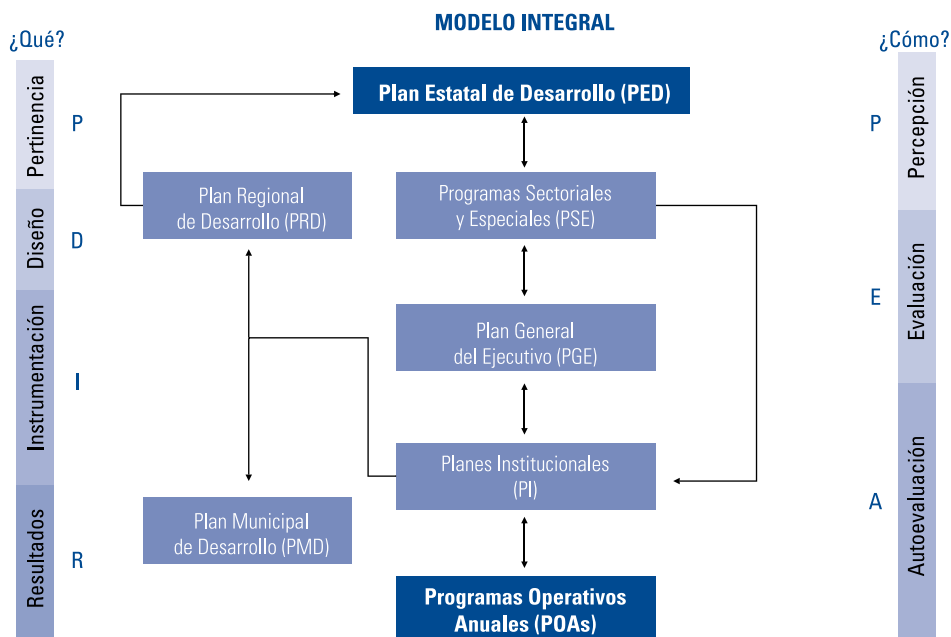 MODELO INTEGRAL
¿Qué?
¿Cómo?
Pertinencia
Diseño
Instrumentación
Resultados
P
D
I
R
Plan Estatal de Desarrollo (PED)
Plan Regional
de Desarrollo (PRD)
Programas Sectoriales
y Especiales (PSE)
Plan General
del Ejecutivo (PGE)
Planes Institucionales
(PI)
Plan Municipal
de Desarrollo (PMD)
Programas Operativos
Anuales (POAs)
P
E
A
Percepción
Evaluación
Autoevaluación